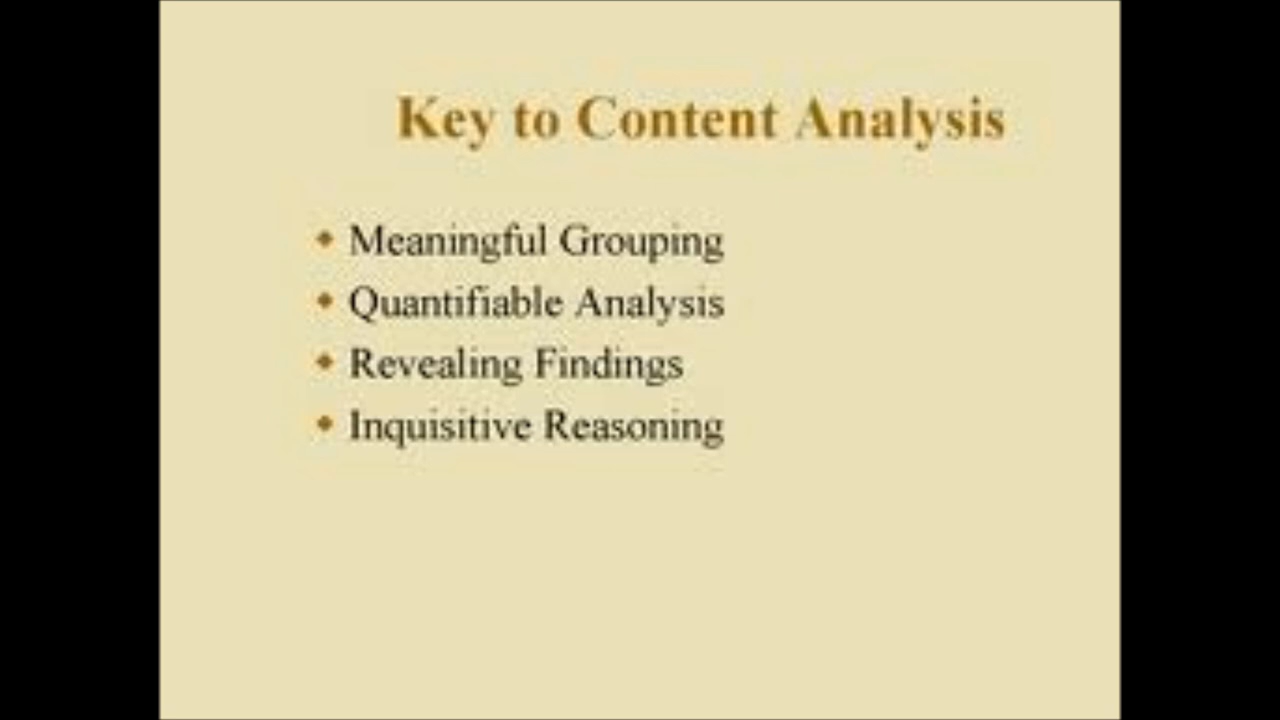 Key to Content Analysis
Meaningful Grouping
Quantifiable Analysis
Revealing Findings
Inquisitive Reasoning